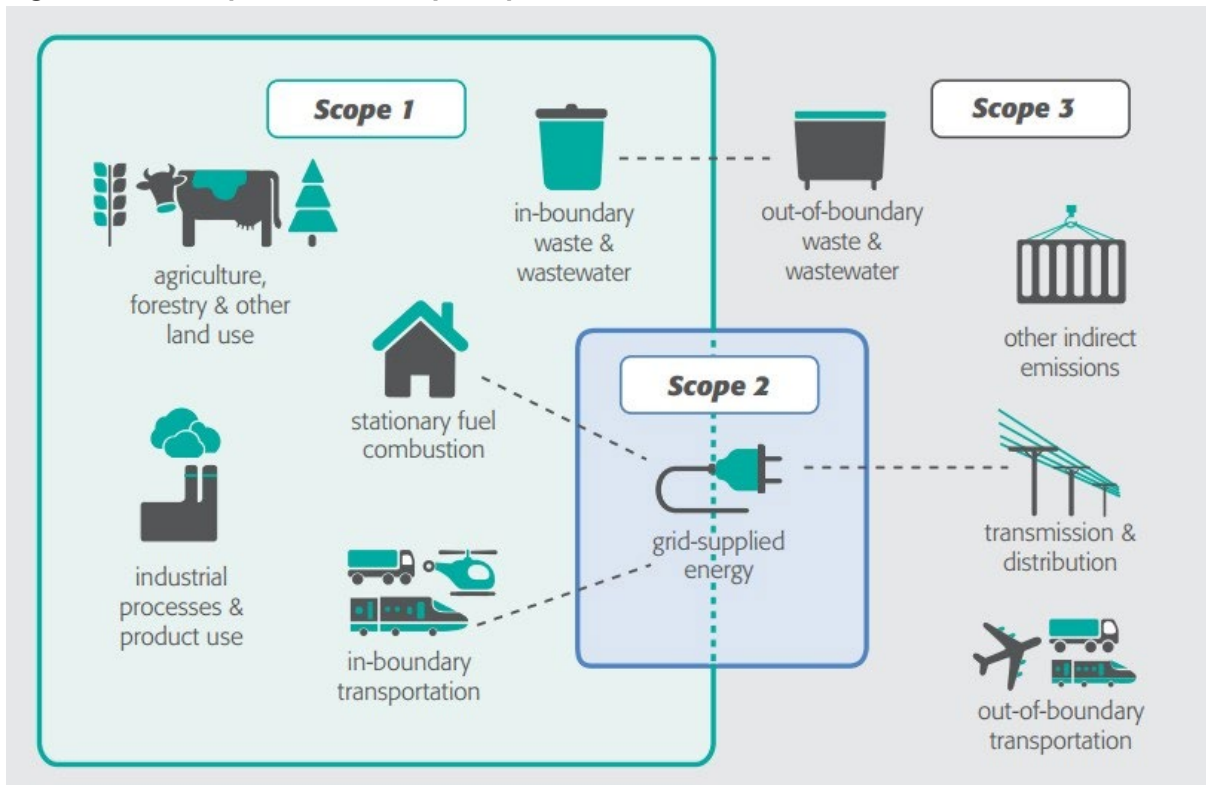 Scope 1
Scope 3
in-boundary
waste &
wastewater
out-of-boundary
waste &
wastewater
agriculture,
forestry & other
land use
other indirect
emissions
Scope 2
stationary fuel
combustion
grid-supplied
energy
transmission &
distribution
industrial
processes &
product use
in-boundary
transportation
out-of-boundary
transportation